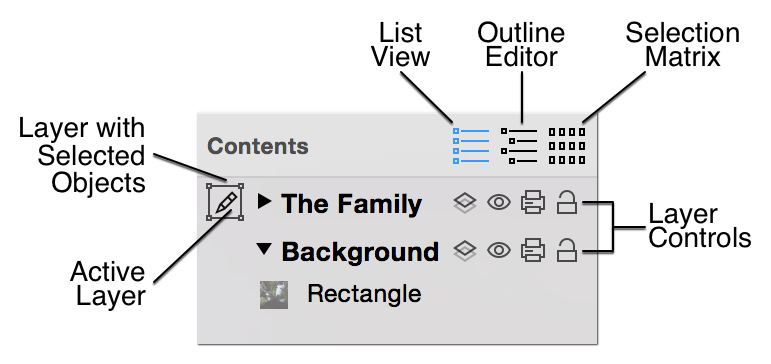 List
View
Outline
Editor
Selection
Matrix
Layer with
Selected
Objects
Contents
The Family
Layer
Controls
Background
Active
Layer
Rectangle